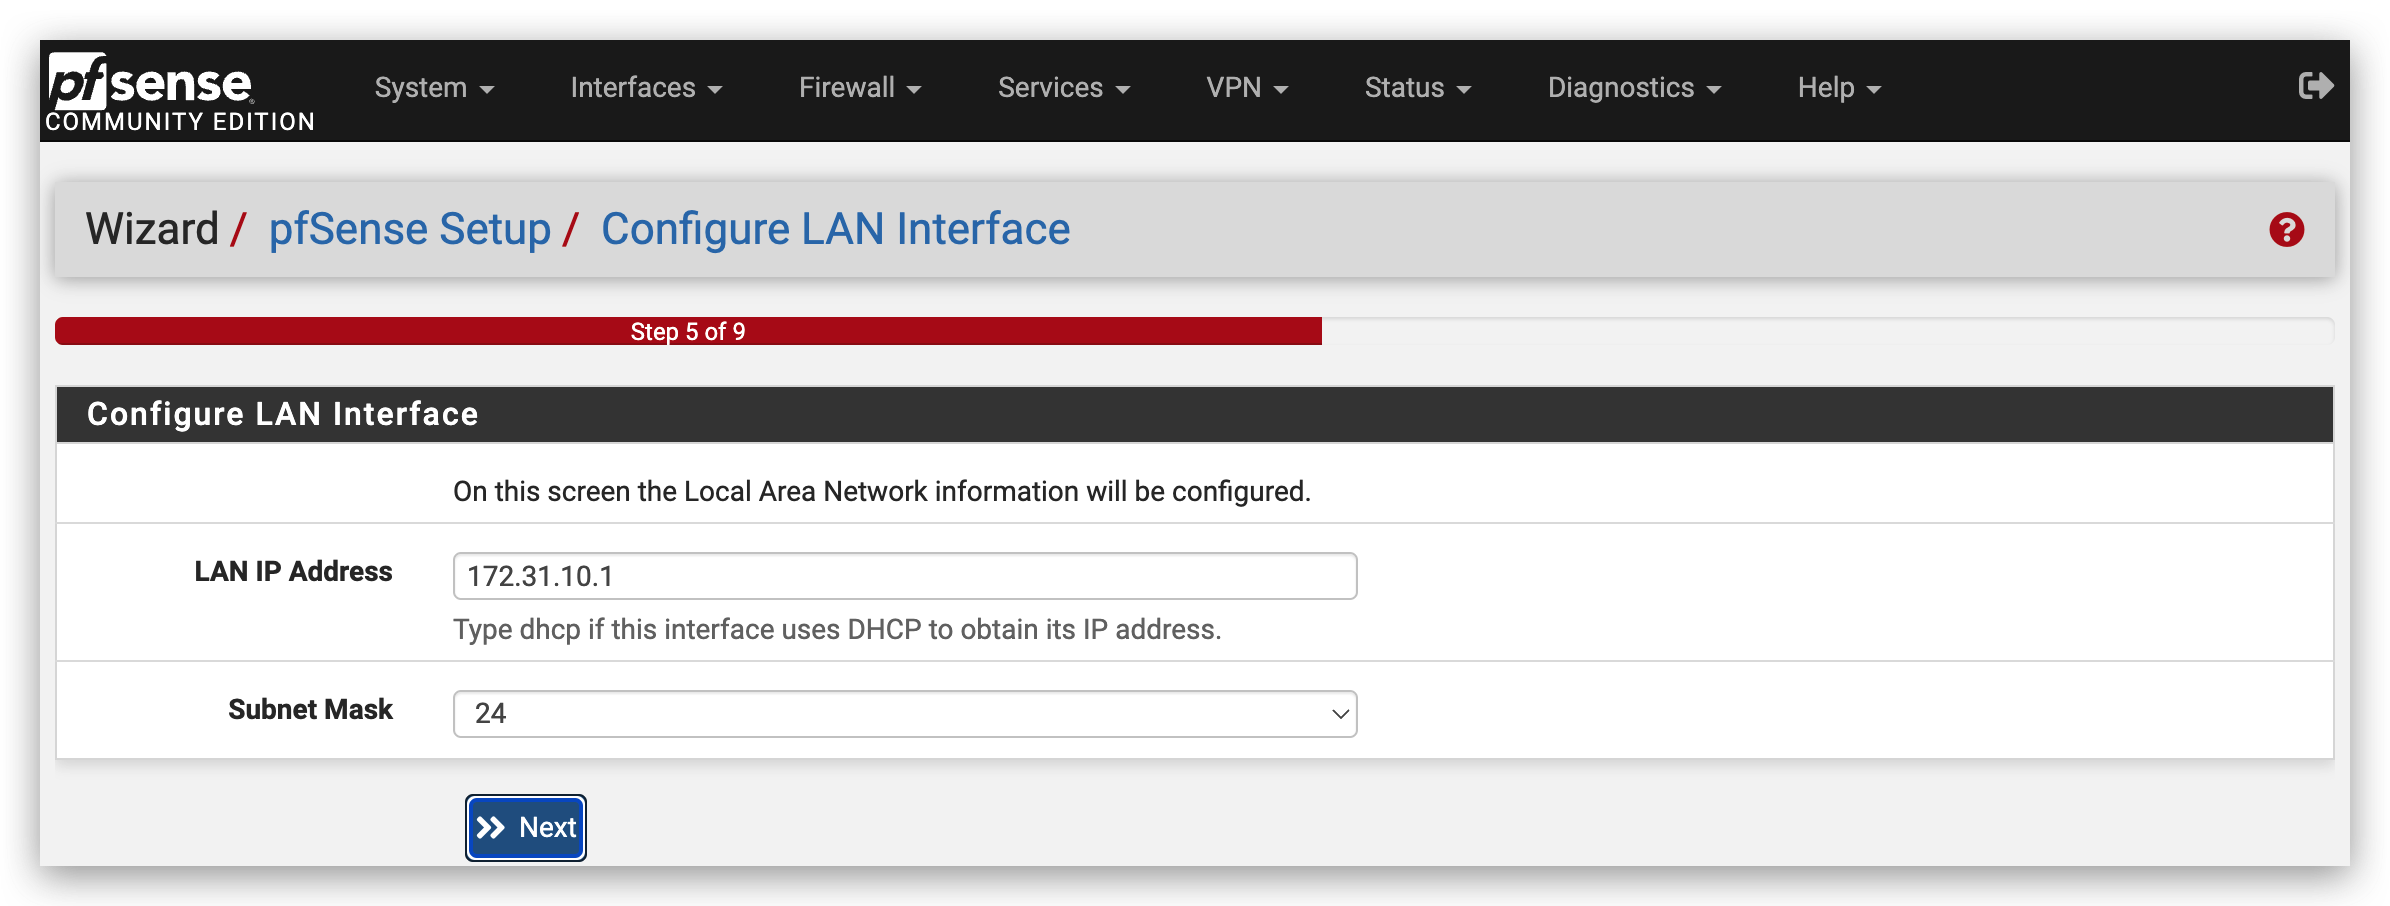 pfsense
COMMUNITY EDITION
System
Interfaces
Firewall
Services
VPN
Status
Diagnostics
Help
Wizard / pfSense Setup / Configure LAN Interface
?
Step 5 of 9
Configure LAN Interface
On this screen the Local Area Network information will be configured.
LAN IP Address
172.31.10.1
Type dhcp if this interface uses DHCP to obtain its IP address.
Subnet Mask
24
Next